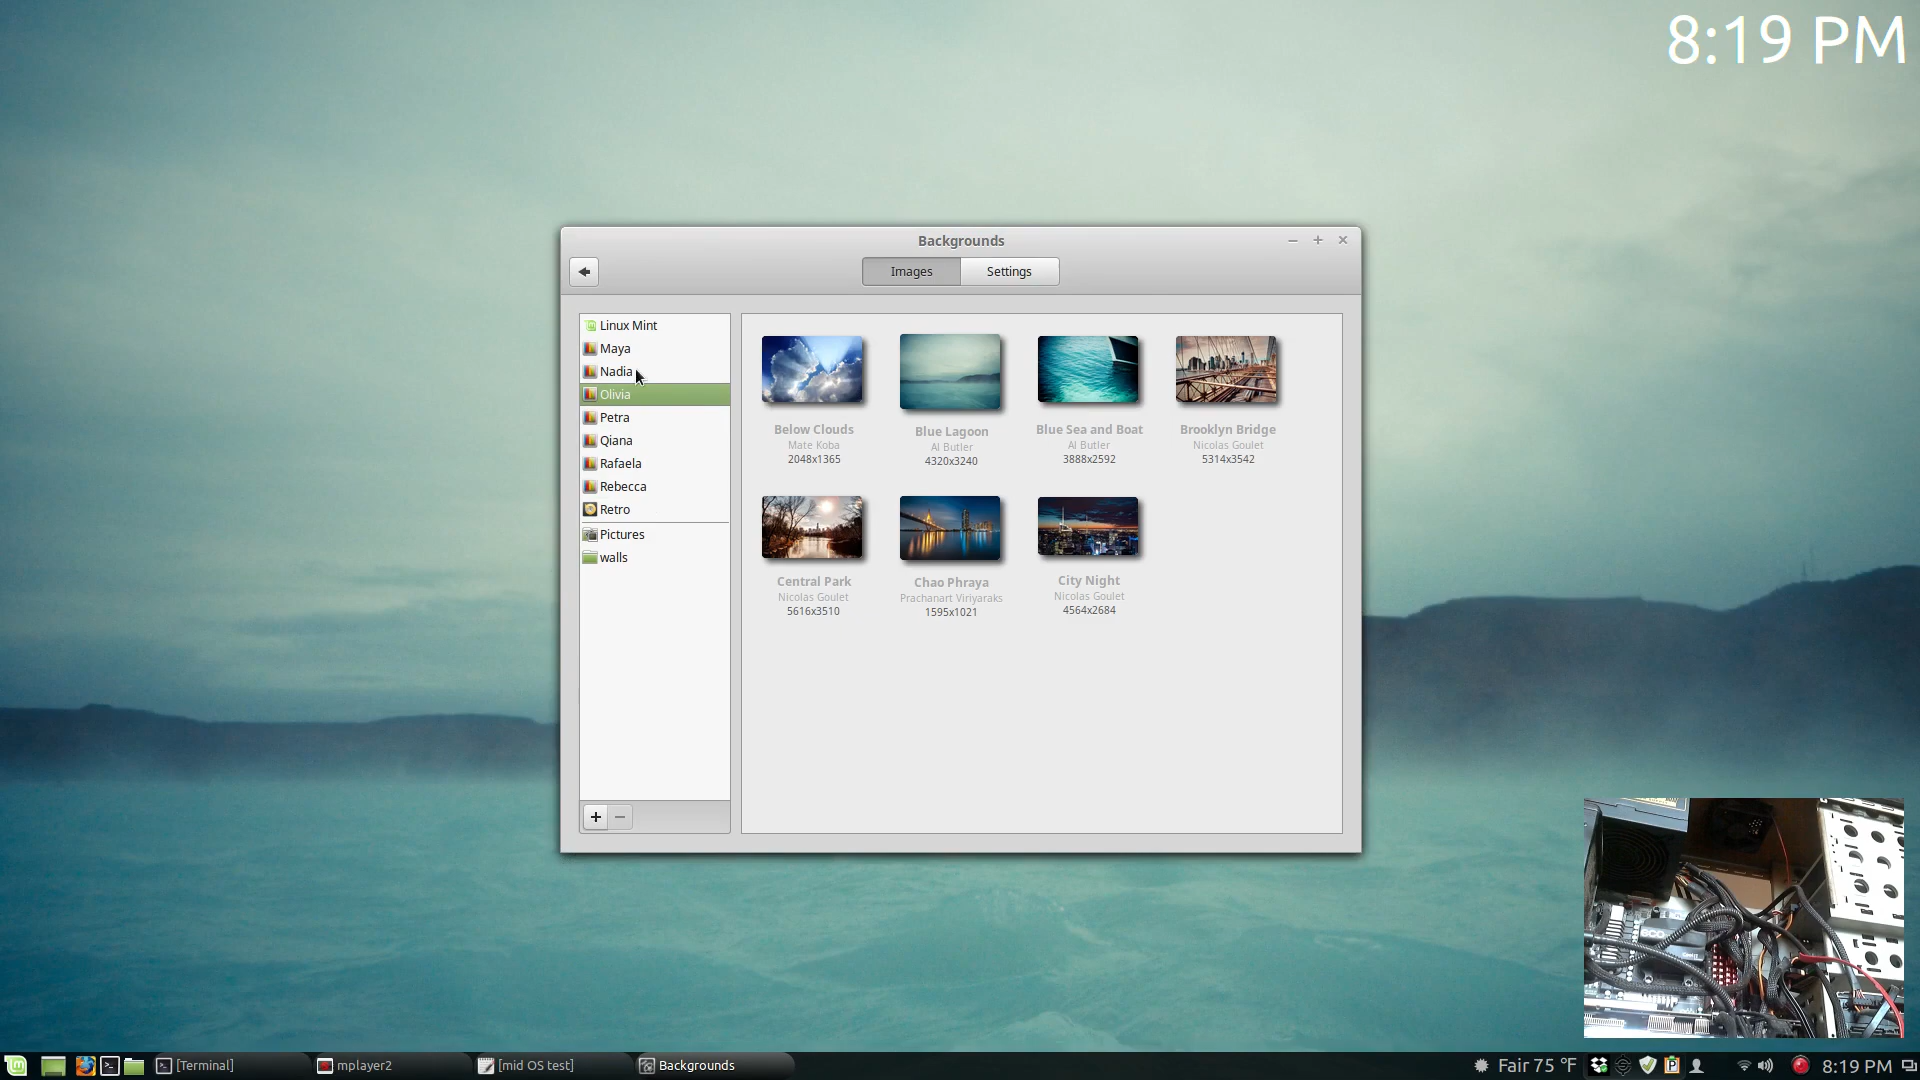 8:19 PM
Backgrounds
Images
Settings
Linux Mint
Maya
Nadia
Olivia
Petra
Qiana
Rafaela
Rebecca
Retro
Pictures
walls
Below Clouds
Mate Koba
2048x1365
Blue Lagoon
Al Butler
4320x3240
Blue Sea and Boat
Al Butler
3888x2592
Brooklyn Bridge
Nicolas Goulet
5314x3542
Central Park
Nicolas Goulet
5616x3510
Chao Phraya
Prachanart Viriyaraks
1595x1021
City Night
Nicolas Goulet
4564x2684
[Terminal]
mplayer2
[mid OS test]
Backgrounds
Fair 75 °F
8:19 PM